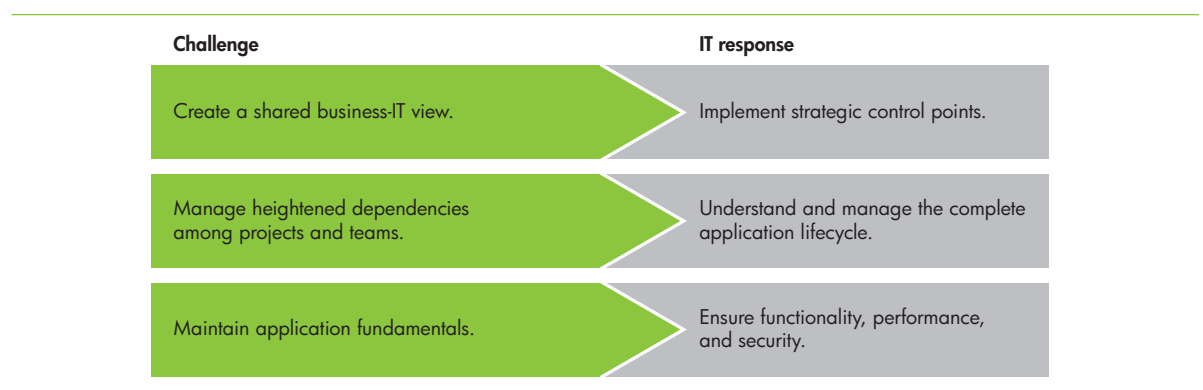 Challenge
IT response
Create a shared business-IT view.
Implement strategic control points.
Manage heightened dependencies
among projects and teams.
Understand and manage the complete
application lifecycle.
Maintain application fundamentals.
Ensure functionality, performance,
and security.